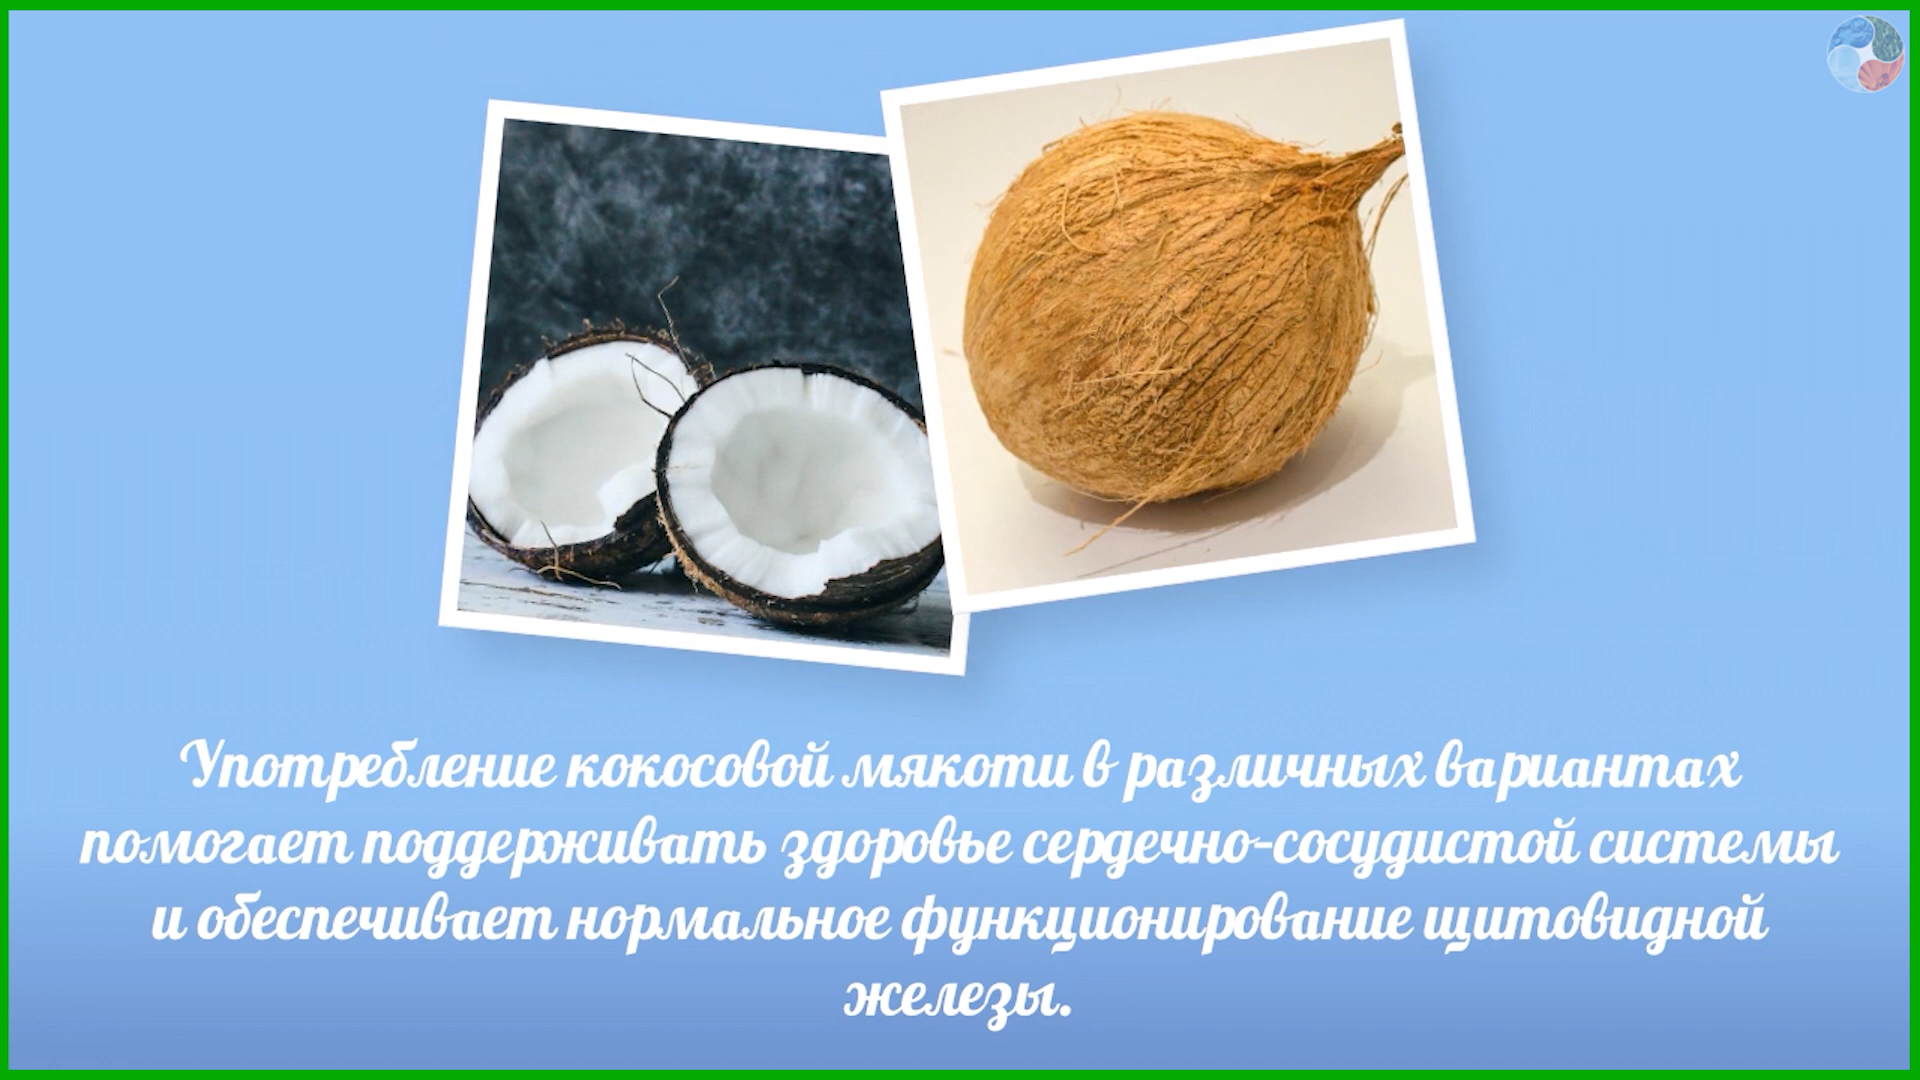 Употребление кокосовой мякоти в различных вариантах
помогает поддерживать здоровье сердечно-сосудистой системы
и обеспечивает нормальное функционирование щитовидной
железы.